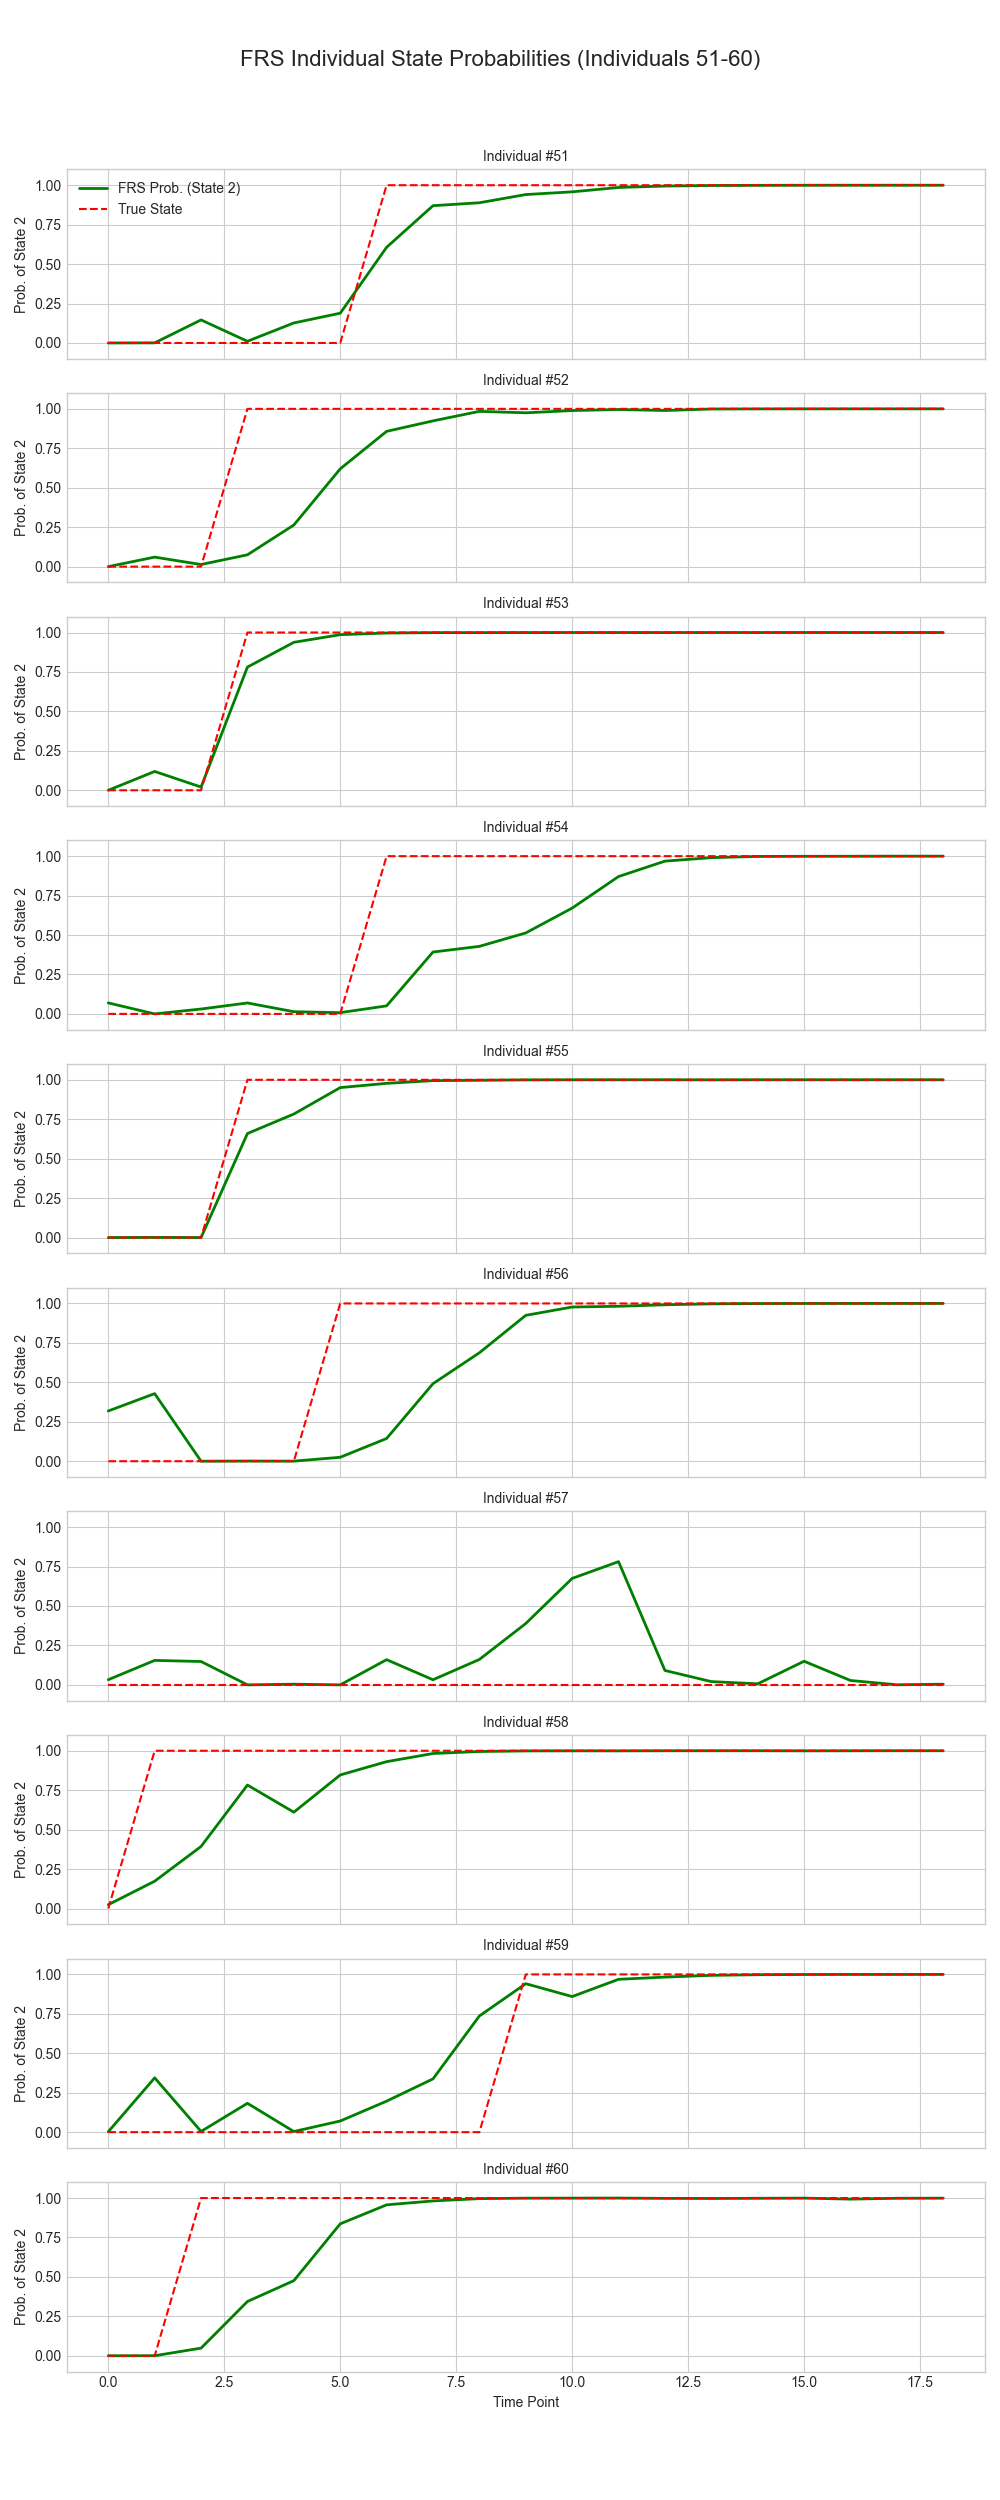 FRS Individual State Probabilities (Individuals 51-60)
Individual #51
1.00
0.75
0.50
0.25
0.00
Prob. of State 2
FRS Prob. (State 2)
True State
Individual #52
1.00
0.75
0.50
0.25
0.00
Prob. of State 2
Individual #53
1.00
0.75
0.50
0.25
0.00
Prob. of State 2
Individual #54
1.00
0.75
0.50
0.25
0.00
Prob. of State 2
Individual #55
1.00
0.75
0.50
0.25
0.00
Prob. of State 2
Individual #56
1.00
0.75
0.50
0.25
0.00
Prob. of State 2
Individual #57
1.00
0.75
0.50
0.25
0.00
Prob. of State 2
Individual #58
1.00
0.75
0.50
0.25
0.00
Prob. of State 2
Individual #59
1.00
0.75
0.50
0.25
0.00
Prob. of State 2
Individual #60
1.00
0.75
0.50
0.25
0.00
Prob. of State 2
0.0 2.5 5.0 7.5 10.0 12.5 15.0 17.5
Time Point